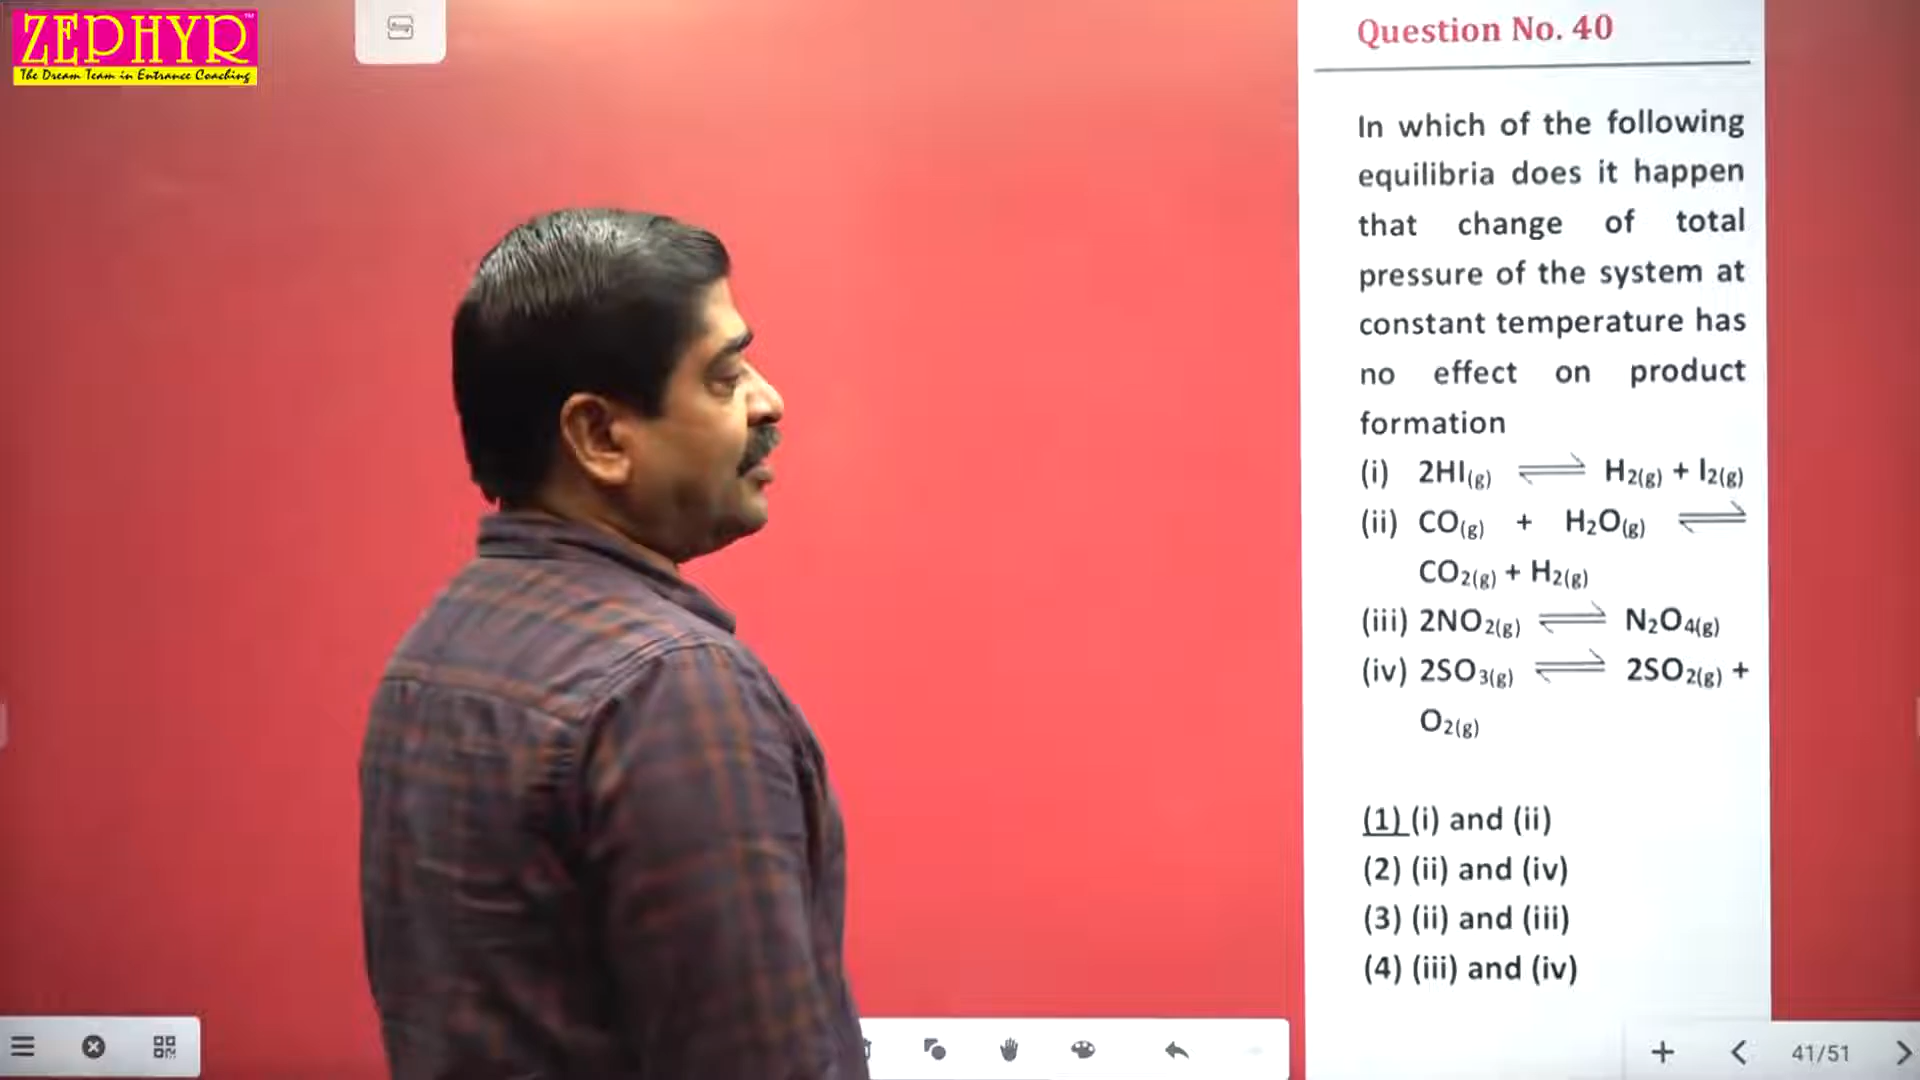 ZEPHYR™
The Dream Team in Entrance Coaching
Question No. 40
In which of the following
equilibria does it happen
that change of total
pressure of the system at
constant temperature has
no effect on product
formation
(i) 2HI(g) ⇌ H2(g) + I2(g)
(ii) CO(g) + H2O(g) ⇌
CO2(g) + H2(g)
(iii) 2NO2(g) ⇌ N2O4(g)
(iv) 2SO3(g) ⇌ 2SO2(g) +
O2(g)
(1) (i) and (ii)
(2) (ii) and (iv)
(3) (ii) and (iii)
(4) (iii) and (iv)
41/51